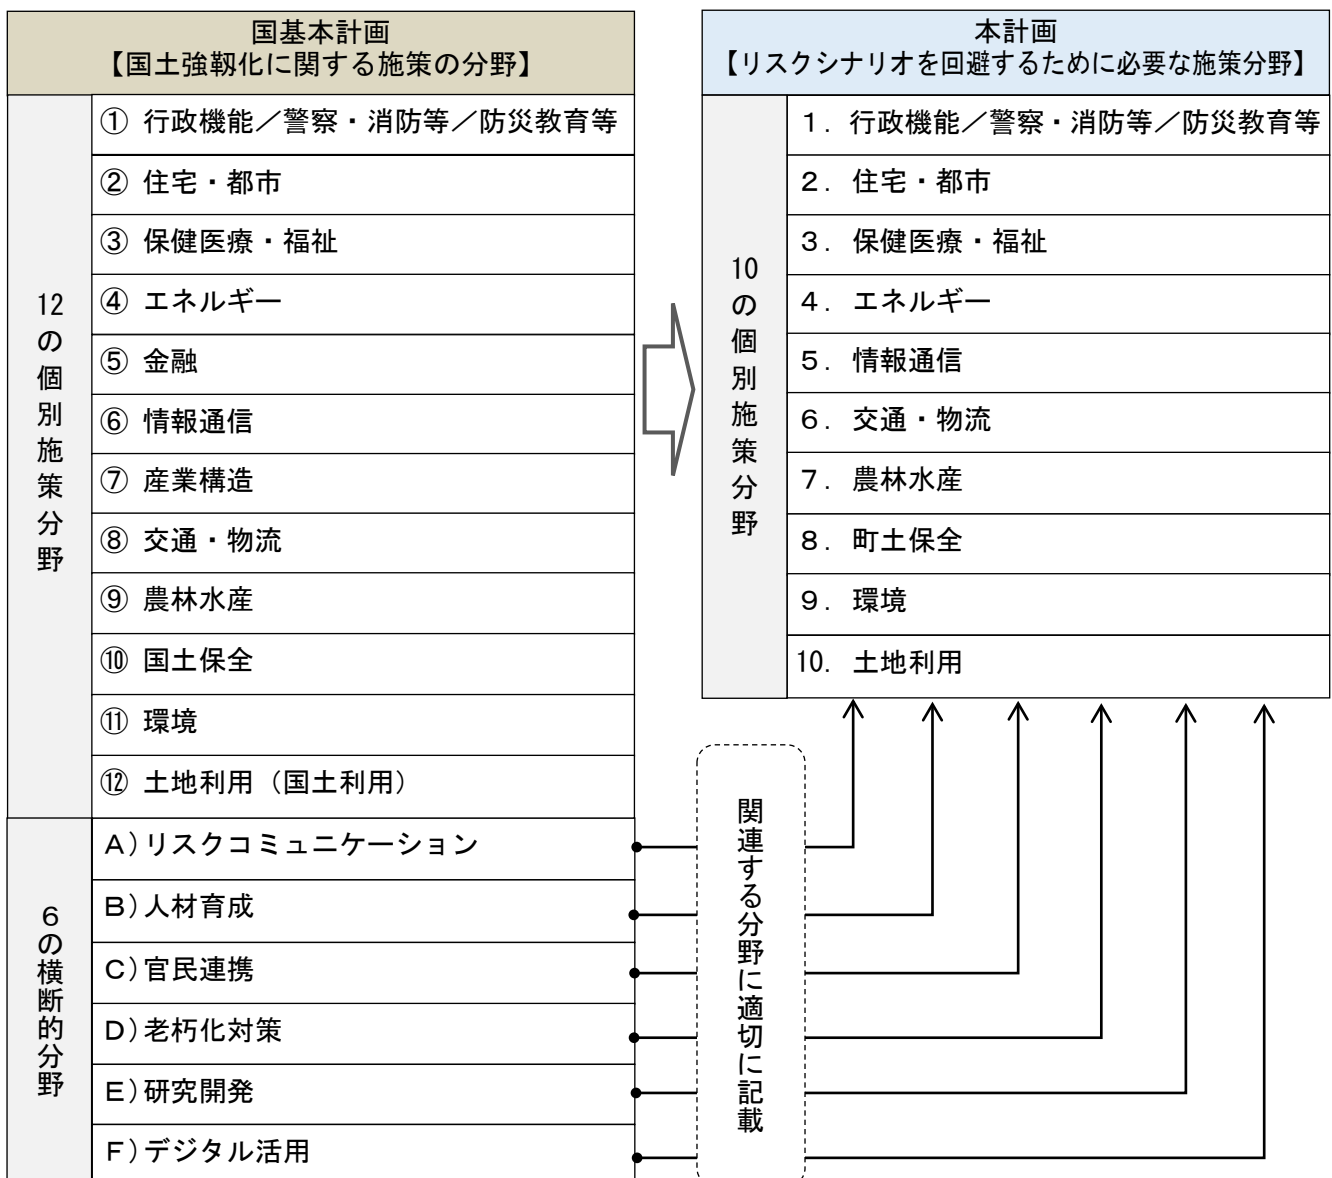 国基本計画
【国土強靱化に関する施策の分野】
12の個別施策分野
① 行政機能／警察・消防等／防災教育等
② 住宅・都市
③ 保健医療・福祉
④ エネルギー
⑤ 金融
⑥ 情報通信
⑦ 産業構造
⑧ 交通・物流
⑨ 農林水産
⑩ 国土保全
⑪ 環境
⑫ 土地利用（国土利用）
６の横断的分野
Ａ）リスクコミュニケーション
Ｂ）人材育成
Ｃ）官民連携
Ｄ）老朽化対策
Ｅ）研究開発
Ｆ）デジタル活用
本計画
【リスクシナリオを回避するために必要な施策分野】
10の個別施策分野
１．行政機能／警察・消防等／防災教育等
２．住宅・都市
３．保健医療・福祉
４．エネルギー
５．情報通信
６．交通・物流
７．農林水産
８．町土保全
９．環境
10．土地利用
関連する分野に適切に記載